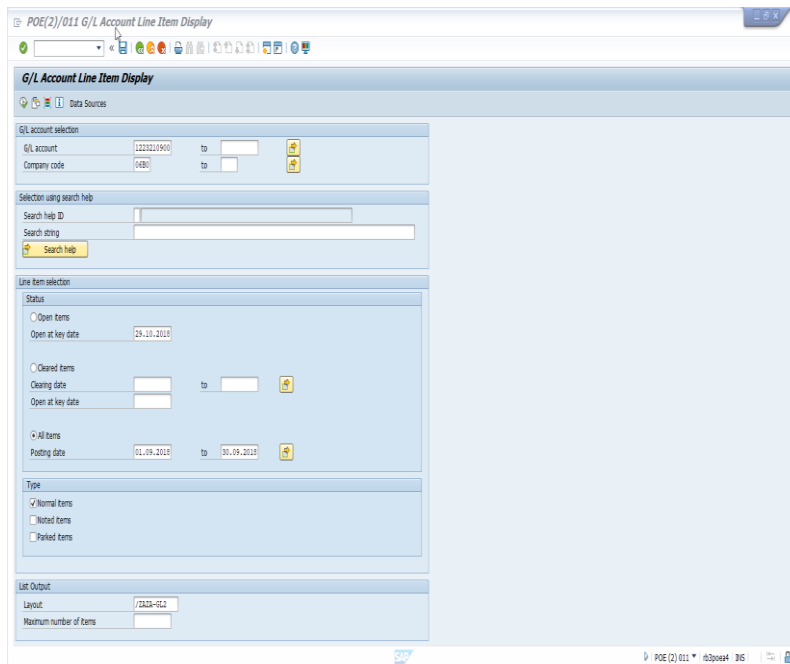 POE(2)/011 G/L Account Line Item Display
G/L Account Line Item Display
Data Sources
G/L account selection
G/L account 1223210900 to
Company code 06B0 to
Selection using search help
Search help ID
Search string
Search help
Line item selection
Status
Open items
Open at key date 29.10.2018
Cleared items
Clearing date to
Open at key date
All items
Posting date 01.09.2018 to 30.09.2018
Type
Normal items
Noted items
Parked items
List Output
Layout /ZAZA-GL2
Maximum number of items
SAP POE (2) 011 rb3poea4 INS